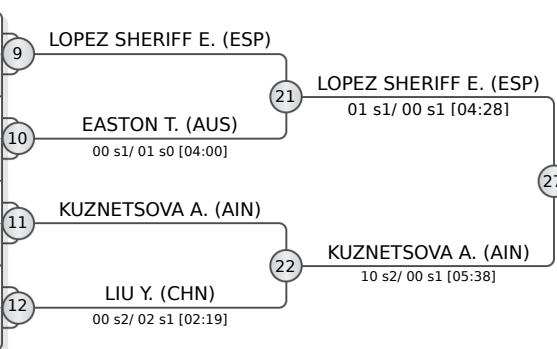 9
LOPEZ SHERIFF E. (ESP)
21
LOPEZ SHERIFF E. (ESP)
01 s1/ 00 s1 [04:28]
10
EASTON T. (AUS)
00 s1/ 01 s0 [04:00]
27
11
KUZNETSOVA A. (AIN)
22
KUZNETSOVA A. (AIN)
10 s2/ 00 s1 [05:38]
12
LIU Y. (CHN)
00 s2/ 02 s1 [02:19]